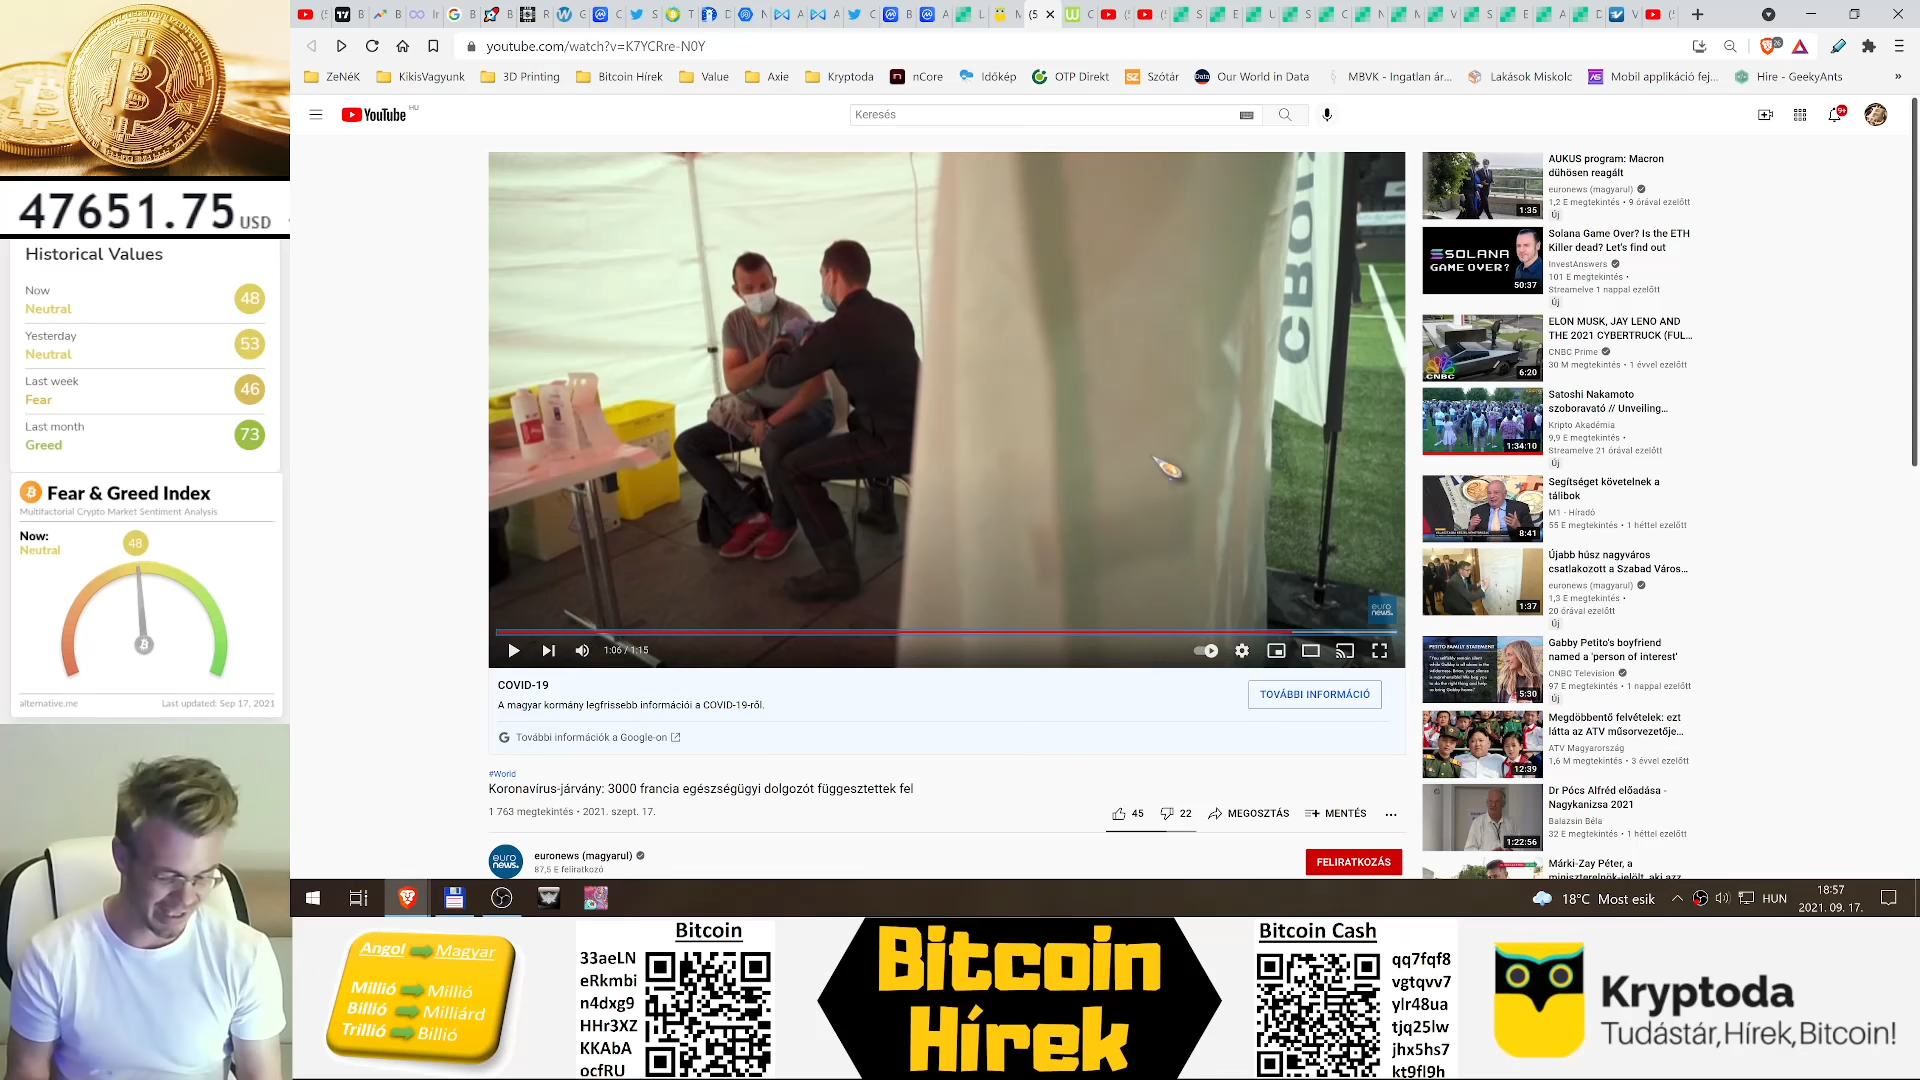 youtube.com/watch?v=K7YCRre-N0Y
ZeNéK
KikisVagyunk
3D Printing
Bitcoin Hírek
Value
Axie
Kryptoda
nCore
Időkép
OTP Direkt
Szótár
Our World in Data
MBVK - Ingatlan ár...
Lakások Miskolc
Mobil applikáció fej...
Hire - GeekyAnts
YouTube HU
Keresés
9+
47651.75 USD
Historical Values
Now
Neutral
48
Yesterday
Neutral
53
Last week
Fear
46
Last month
Greed
73
Fear & Greed Index
Multifactorial Crypto Market Sentiment Analysis
Now:
Neutral
48
alternative.me
Last updated: Sep 17, 2021
euro
news.
1:06 / 1:15
COVID-19
A magyar kormány legfrissebb információi a COVID-19-ről.
TOVÁBBI INFORMÁCIÓ
További információk a Google-on
#World
Koronavírus-járvány: 3000 francia egészségügyi dolgozót függesztettek fel
1 763 megtekintés • 2021. szept. 17.
45
22
MEGOSZTÁS
MENTÉS
euro
news.
euronews (magyarul)
87,5 E feliratkozó
FELIRATKOZÁS
AUKUS program: Macron
dühösen reagált
euronews (magyarul)
1,2 E megtekintés • 9 órával ezelőtt
Új
1:35
Solana Game Over? Is the ETH
Killer dead? Let's find out
InvestAnswers
101 E megtekintés •
Streamelve 1 nappal ezelőtt
Új
SOLANA
GAME OVER?
50:37
ELON MUSK, JAY LENO AND
THE 2021 CYBERTRUCK (FUL...
CNBC Prime
30 M megtekintés • 1 évvel ezelőtt
CNBC
6:20
Satoshi Nakamoto
szoboravató // Unveiling...
Kripto Akadémia
9,9 E megtekintés •
Streamelve 21 órával ezelőtt
Új
1:34:10
Segítséget követelnek a
tálibok
M1 - Híradó
55 E megtekintés • 1 héttel ezelőtt
8:41
Újabb húsz nagyváros
csatlakozott a Szabad Város...
euronews (magyarul)
1,3 E megtekintés •
20 órával ezelőtt
Új
1:37
Gabby Petito's boyfriend
named a 'person of interest'
CNBC Television
97 E megtekintés • 1 nappal ezelőtt
Új
PETITO FAMILY STATEMENT
5:30
Megdöbbentő felvételek: ezt
látta az ATV műsorvezetője...
ATV Magyarország
1,6 M megtekintés • 3 évvel ezelőtt
12:39
Dr Pócs Alfréd előadása -
Nagykanizsa 2021
Balazsin Béla
32 E megtekintés • 1 héttel ezelőtt
1:22:56
Márki-Zay Péter, a
miniszterelnök-jelölt, aki azz
18°C Most esik
HUN
18:57
2021. 09. 17.
Angol Magyar
Millió Millió
Billió Milliárd
Trillió Billió
Bitcoin
33aeLN
eRkmbi
n4dxg9
HHr3XZ
KKAbA
ocfRU
Bitcoin
Hírek
Bitcoin Cash
qq7fqf8
vgtqvv7
ylr48ua
tjq25lw
jhx5hs7
kt9fl9h
Kryptoda
Tudástár,Hírek,Bitcoin!